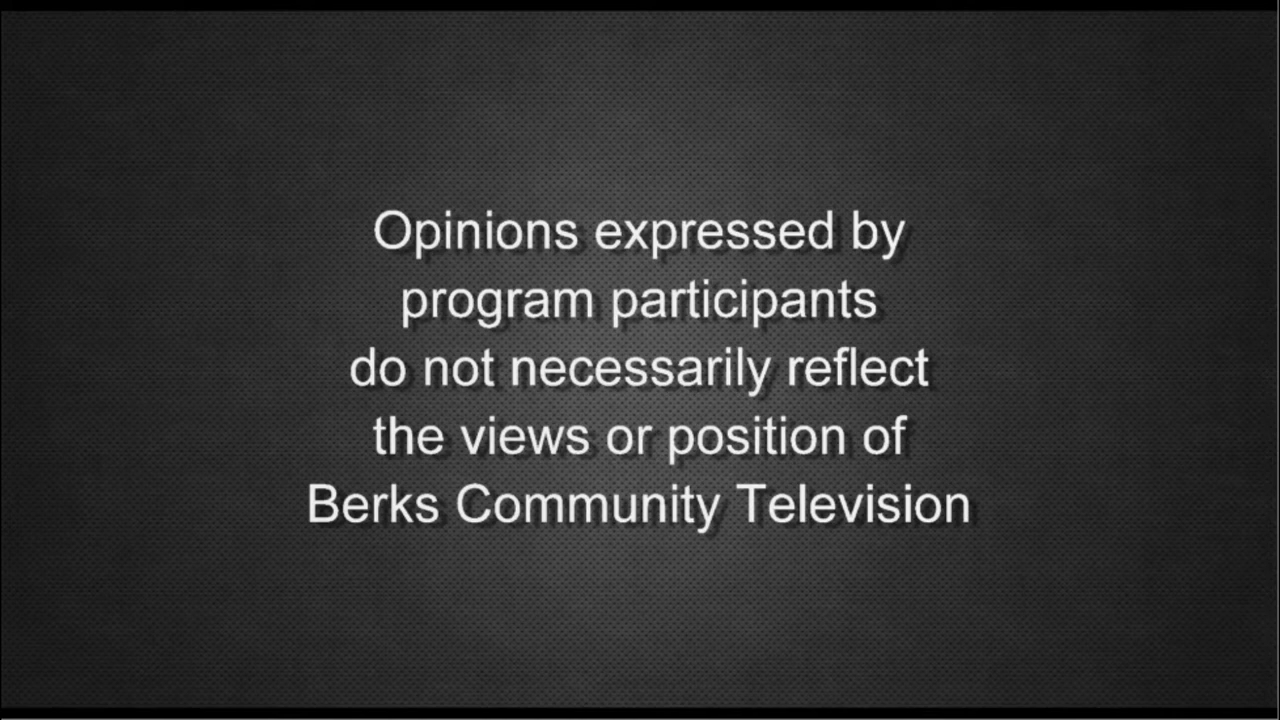 Opinions expressed by
program participants
do not necessarily reflect
the views or position of
Berks Community Television